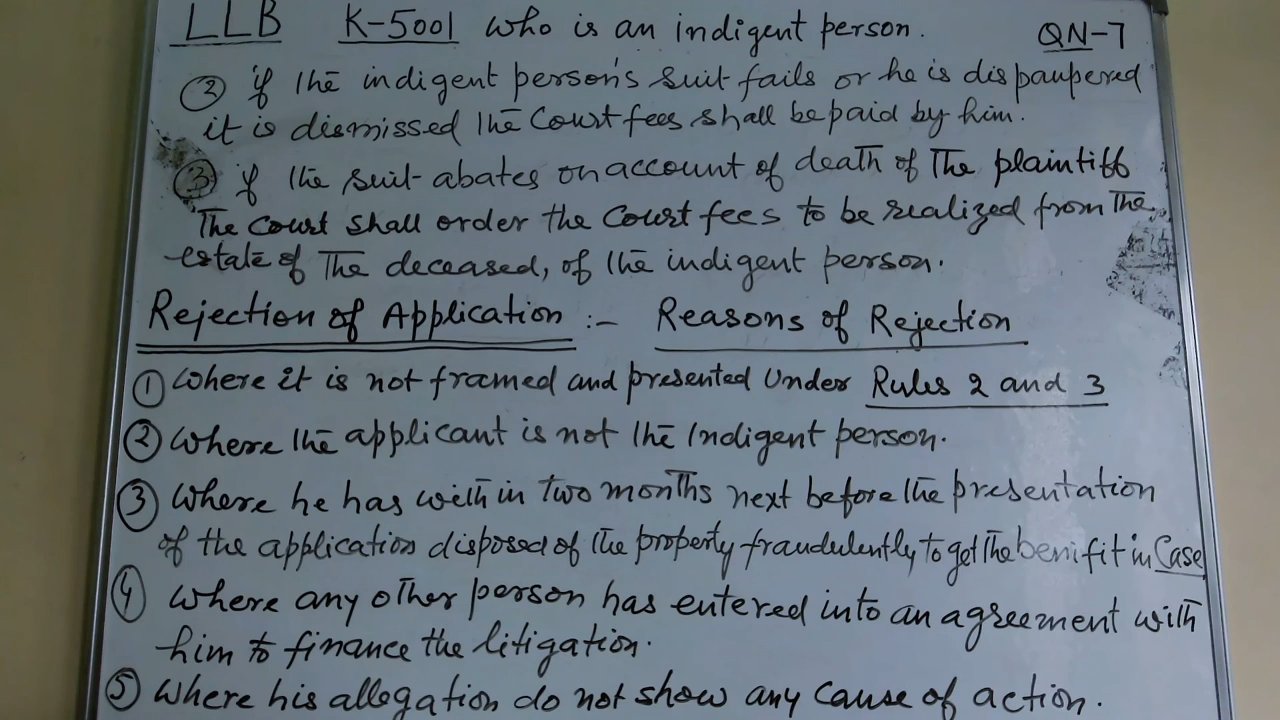 LLB K-5001 who is an indigent person. QN-7
② if the indigent person's suit fails or he is dispaupered
it is dismissed the Court fees shall be paid by him.
③ if the suit abates on account of death of The plaintiff
The Court shall order the Court fees to be realized from The
estate of The deceased, of the indigent person.
Rejection of Application :- Reasons of Rejection
① Where it is not framed and presented Under Rules 2 and 3
② Where the applicant is not the Indigent person.
③ Where he has with in two months next before the presentation
of the application disposed of the property fraudulently to get The benifit in Case
④ Where any other person has entered into an agreement with
him to finance the litigation.
⑤ Where his allegation do not show any cause of action.